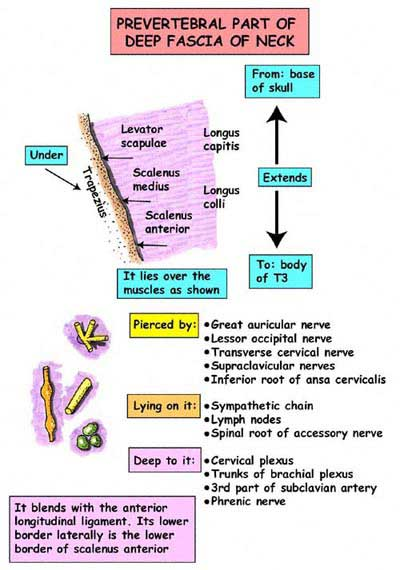 PREVERTEBRAL PART OF
DEEP FASCIA OF NECK
From: base
of skull
Levator
scapulae
Longus
capitis
Under
Trapezius
Scalenus
medius
Extends
Longus
colli
Scalenus
anterior
It lies over the
muscles as shown
To: body
of T3
Pierced by:
•Great auricular nerve
•Lessor occipital nerve
•Transverse cervical nerve
•Supraclavicular nerves
•Inferior root of ansa cervicalis
Lying on it:
•Sympathetic chain
•Lymph nodes
•Spinal root of accessory nerve
Deep to it:
•Cervical plexus
•Trunks of brachial plexus
•3rd part of subclavian artery
•Phrenic nerve
It blends with the anterior
longitudinal ligament. Its lower
border laterally is the lower
border of scalenus anterior